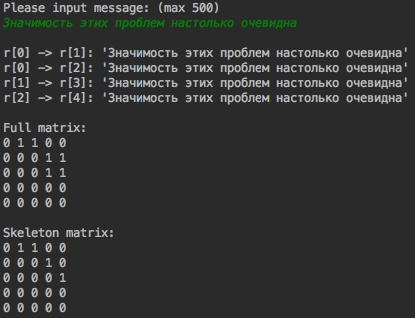 Please input message: (max 500)
Значимость этих проблем настолько очевидна
r[0] -> r[1]: 'Значимость этих проблем настолько очевидна'
r[0] -> r[2]: 'Значимость этих проблем настолько очевидна'
r[1] -> r[3]: 'Значимость этих проблем настолько очевидна'
r[2] -> r[4]: 'Значимость этих проблем настолько очевидна'
Full matrix:
0 1 1 0 0
0 0 0 1 1
0 0 0 1 1
0 0 0 0 0
0 0 0 0 0
Skeleton matrix:
0 1 1 0 0
0 0 0 1 0
0 0 0 0 1
0 0 0 0 0
0 0 0 0 0